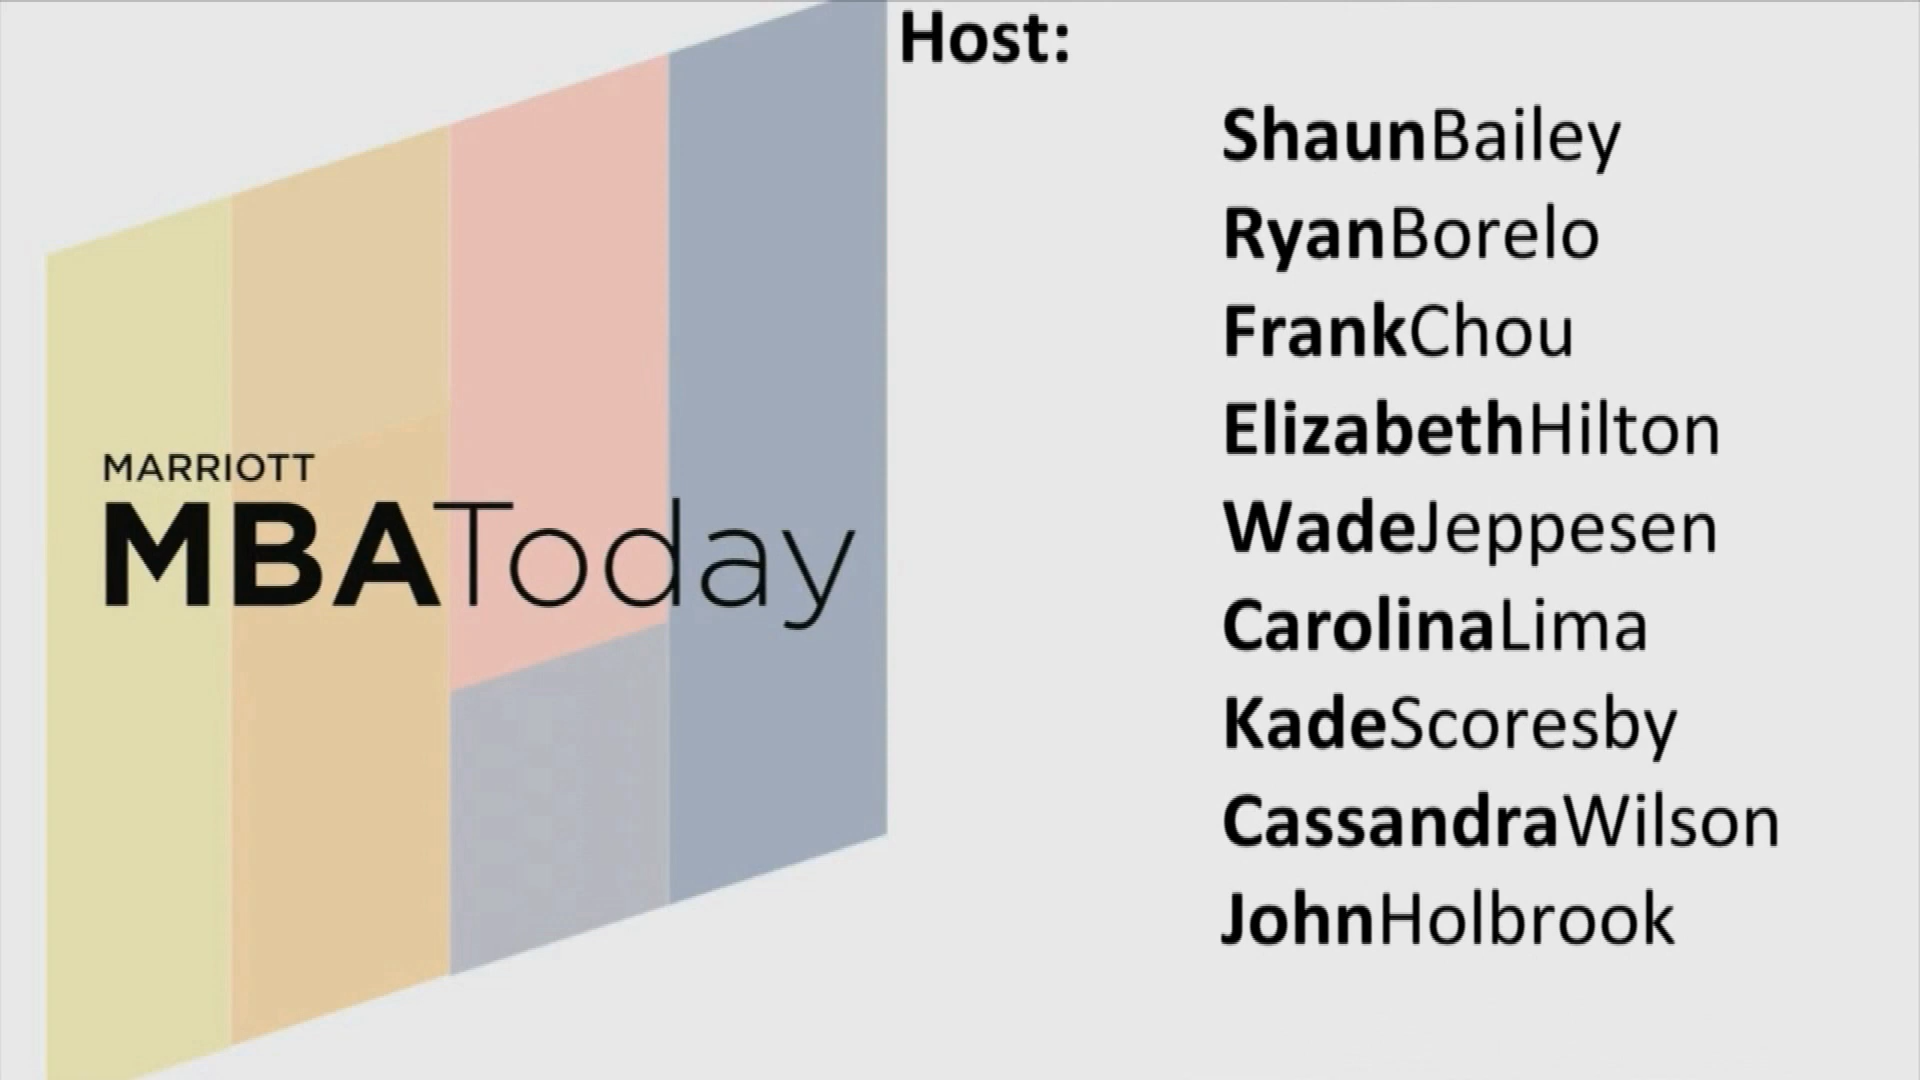 MARRIOTT
MBAToday
Host:
ShaunBailey
RyanBorelo
FrankChou
ElizabethHilton
WadeJeppesen
CarolinaLima
KadeScoresby
CassandraWilson
JohnHolbrook